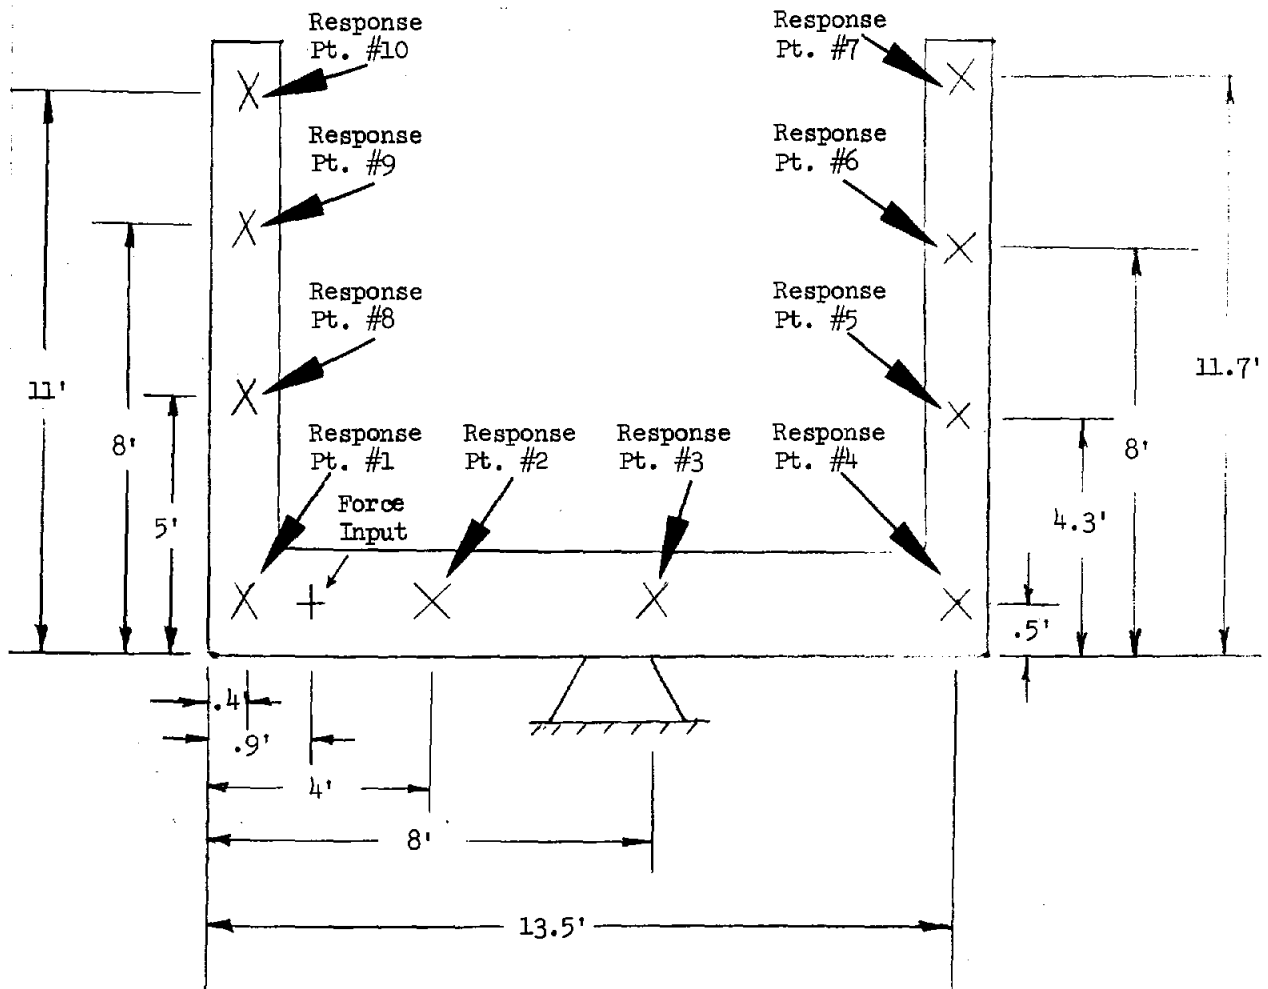 Response
Pt. #10
Response
Pt. #7
Response
Pt. #9
Response
Pt. #6
Response
Pt. #8
Response
Pt. #5
11'
8'
5'
11.7'
8'
4.3'
Response
Pt. #1
Response
Pt. #2
Response
Pt. #3
Response
Pt. #4
Force
Input
.5'
.4'
.9'
4'
8'
13.5'